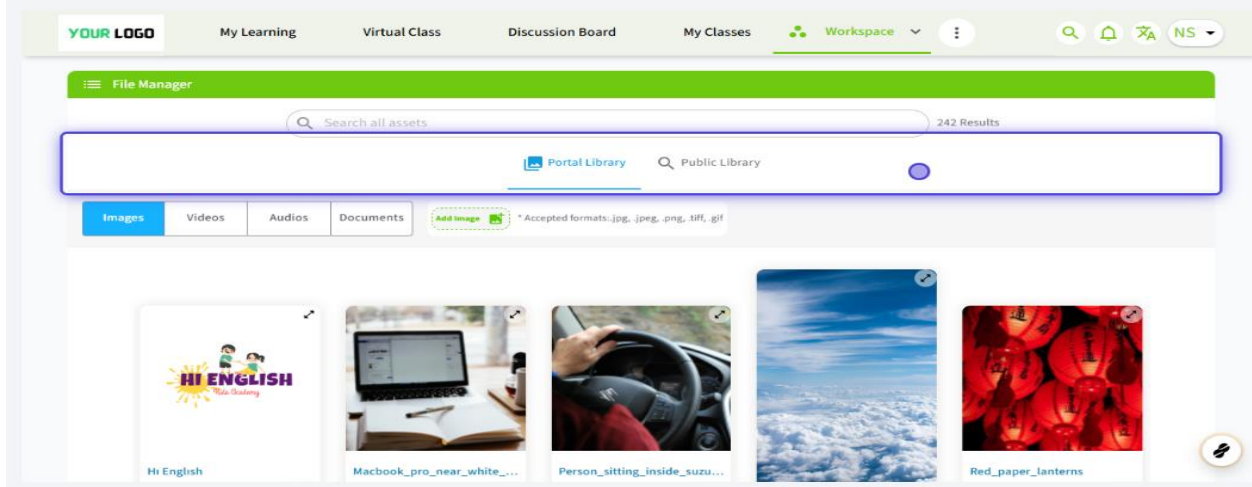 YOUR LOGO My Learning Virtual Class Discussion Board My Classes Workspace NS
File Manager
Search all assets 242 Results
Portal Library Public Library
Images Videos Audios Documents Add Image * Accepted formats:.jpg, .jpeg, .png, .tiff, .gif
HI ENGLISH
Hi English Macbook_pro_near_white_... Person_sitting_inside_suzu... Red_paper_lanterns